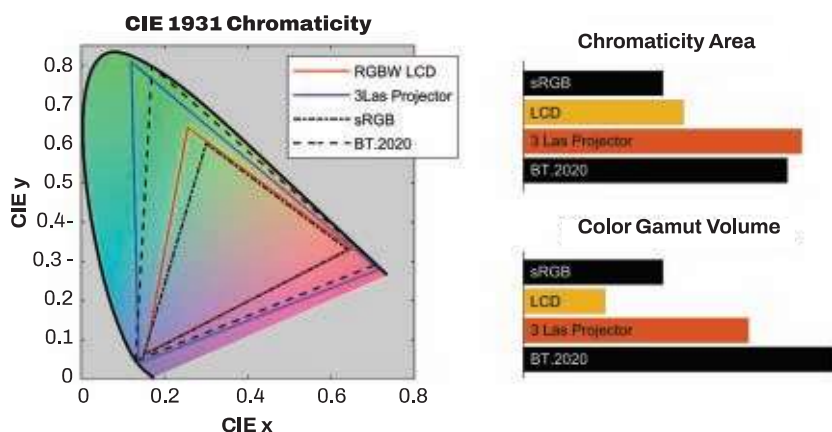 CIE 1931 Chromaticity
RGBW LCD
3Las Projector
sRGB
BT.2020
0.8
0.7
0.6
0.5
0.4-
0.3-
0.2
0.1
0
CIE y
0
0.2
0.4
0.6
0.8
CIE x
Chromaticity Area
sRGB
LCD
3 Las Projector
BT.2020
Color Gamut Volume
sRGB
LCD
3 Las Projector
BT.2020